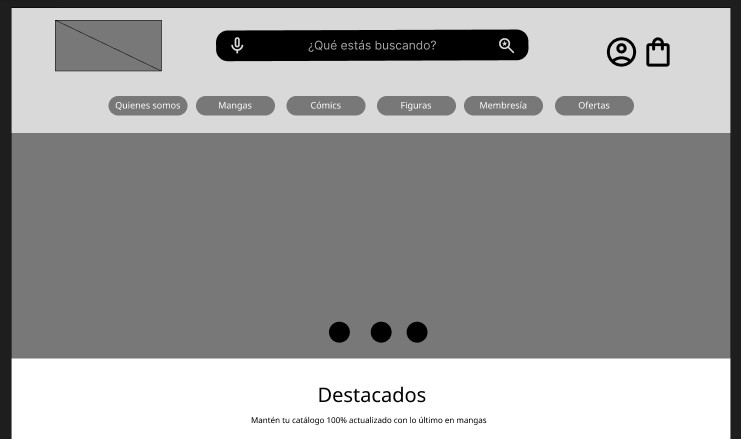 ¿Qué estás buscando?
Quienes somos
Mangas
Cómics
Figuras
Membresía
Ofertas
Destacados
Mantén tu catálogo 100% actualizado con lo último en mangas